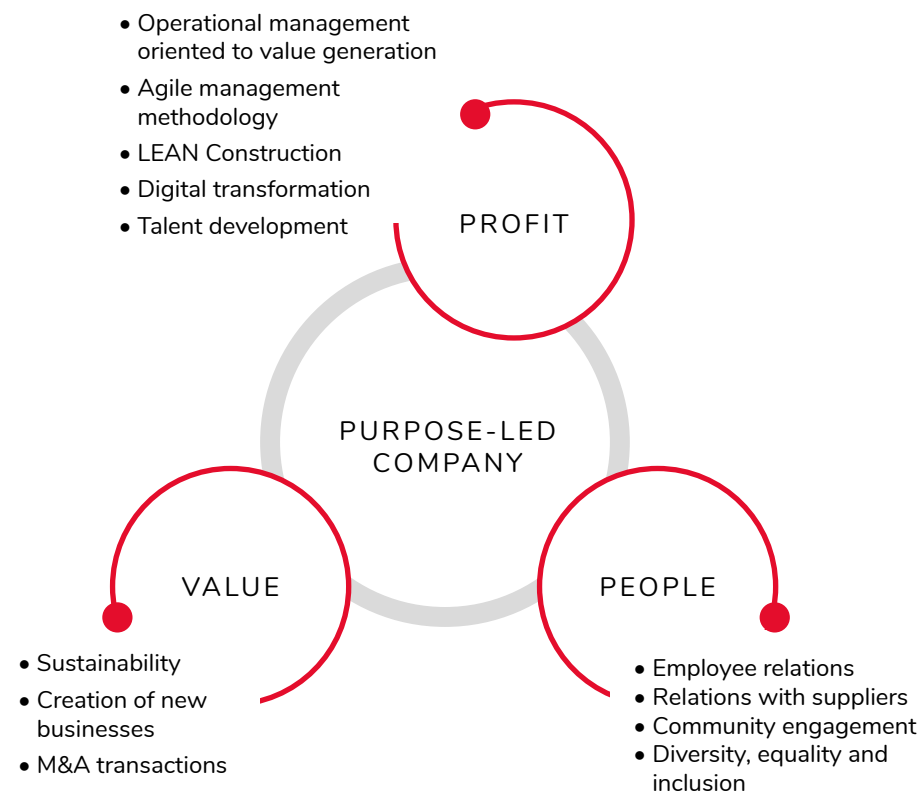 • Operational management
oriented to value generation
• Agile management
methodology
• LEAN Construction
• Digital transformation
• Talent development
PROFIT
PURPOSE-LED
COMPANY
VALUE
• Sustainability
• Creation of new
businesses
• M&A transactions
PEOPLE
• Employee relations
• Relations with suppliers
• Community engagement
• Diversity, equality and
inclusion